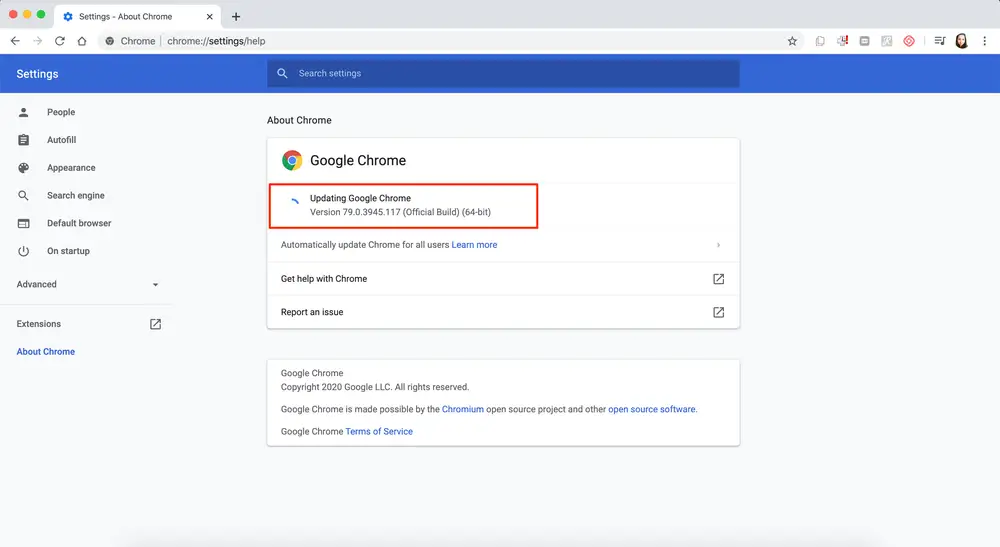 Settings - About Chrome
Chrome | chrome://settings/help
Settings
Search settings
People
Autofill
Appearance
Search engine
Default browser
On startup
Advanced
Extensions
About Chrome
About Chrome
Google Chrome
Updating Google Chrome
Version 79.0.3945.117 (Official Build) (64-bit)
Automatically update Chrome for all users Learn more
Get help with Chrome
Report an issue
Google Chrome
Copyright 2020 Google LLC. All rights reserved.
Google Chrome is made possible by the Chromium open source project and other open source software.
Google Chrome Terms of Service